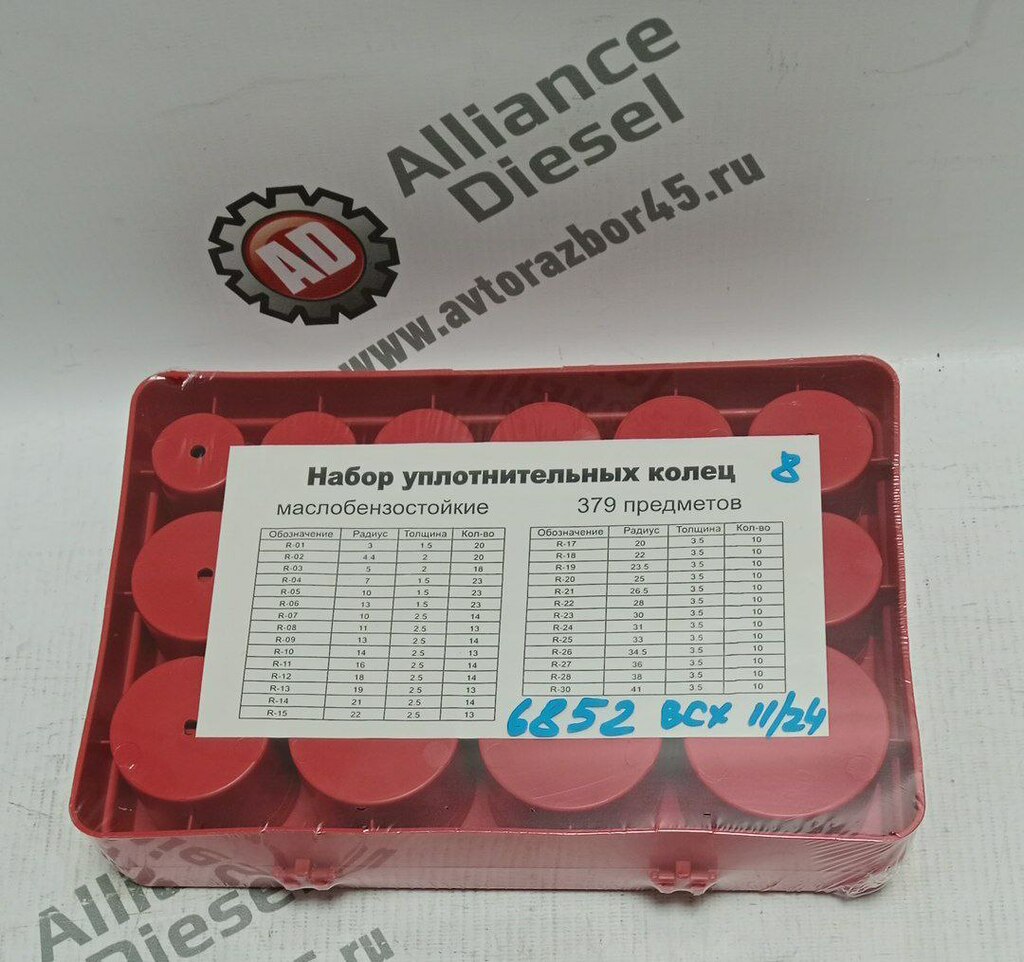 Alliance
Diesel
AD
www.avtorazbor45.ru
Набор уплотнительных колец 8
маслобензостойкие 379 предметов
Обозначение Радиус Толщина Кол-во
R-01 3 1.5 20
R-02 4.4 2 20
R-03 5 2 18
R-04 7 1.5 23
R-05 10 1.5 23
R-06 13 1.5 23
R-07 10 2.5 14
R-08 11 2.5 13
R-09 13 2.5 14
R-10 14 2.5 13
R-11 16 2.5 14
R-12 18 2.5 14
R-13 19 2.5 13
R-14 21 2.5 14
R-15 22 2.5 13
Обозначение Радиус Толщина Кол-во
R-17 20 3.5 10
R-18 22 3.5 10
R-19 23.5 3.5 10
R-20 25 3.5 10
R-21 26.5 3.5 10
R-22 28 3.5 10
R-23 30 3.5 10
R-24 31 3.5 10
R-25 33 3.5 10
R-26 34.5 3.5 10
R-27 36 3.5 10
R-28 38 3.5 10
R-30 41 3.5 10
6852 ВСХ 11/24
Diesel